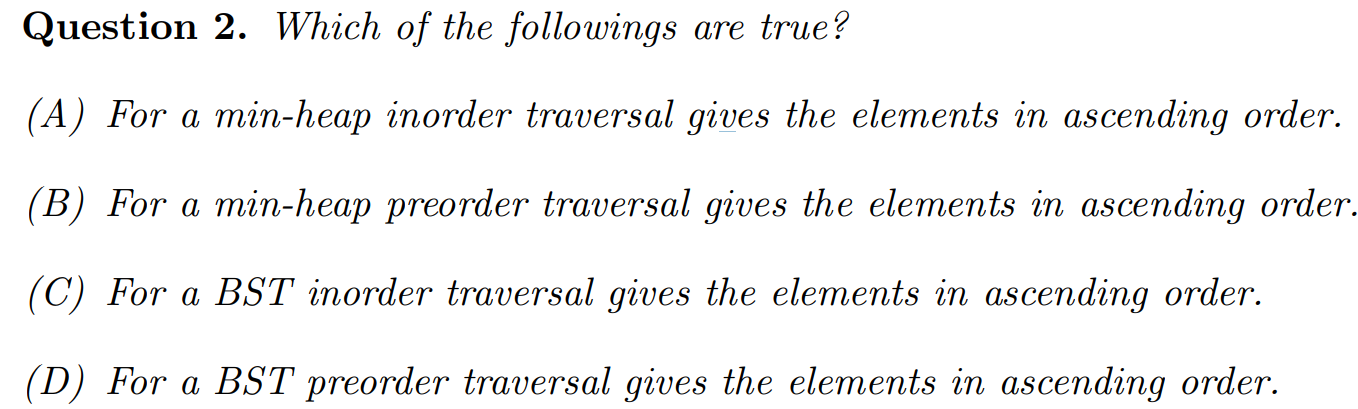 Question 2. Which of the followings are true?
(A) For a min-heap inorder traversal gives the elements in ascending order.
(B) For a min-heap preorder traversal gives the elements in ascending order.
(C) For a BST inorder traversal gives the elements in ascending order.
(D) For a BST preorder traversal gives the elements in ascending order.